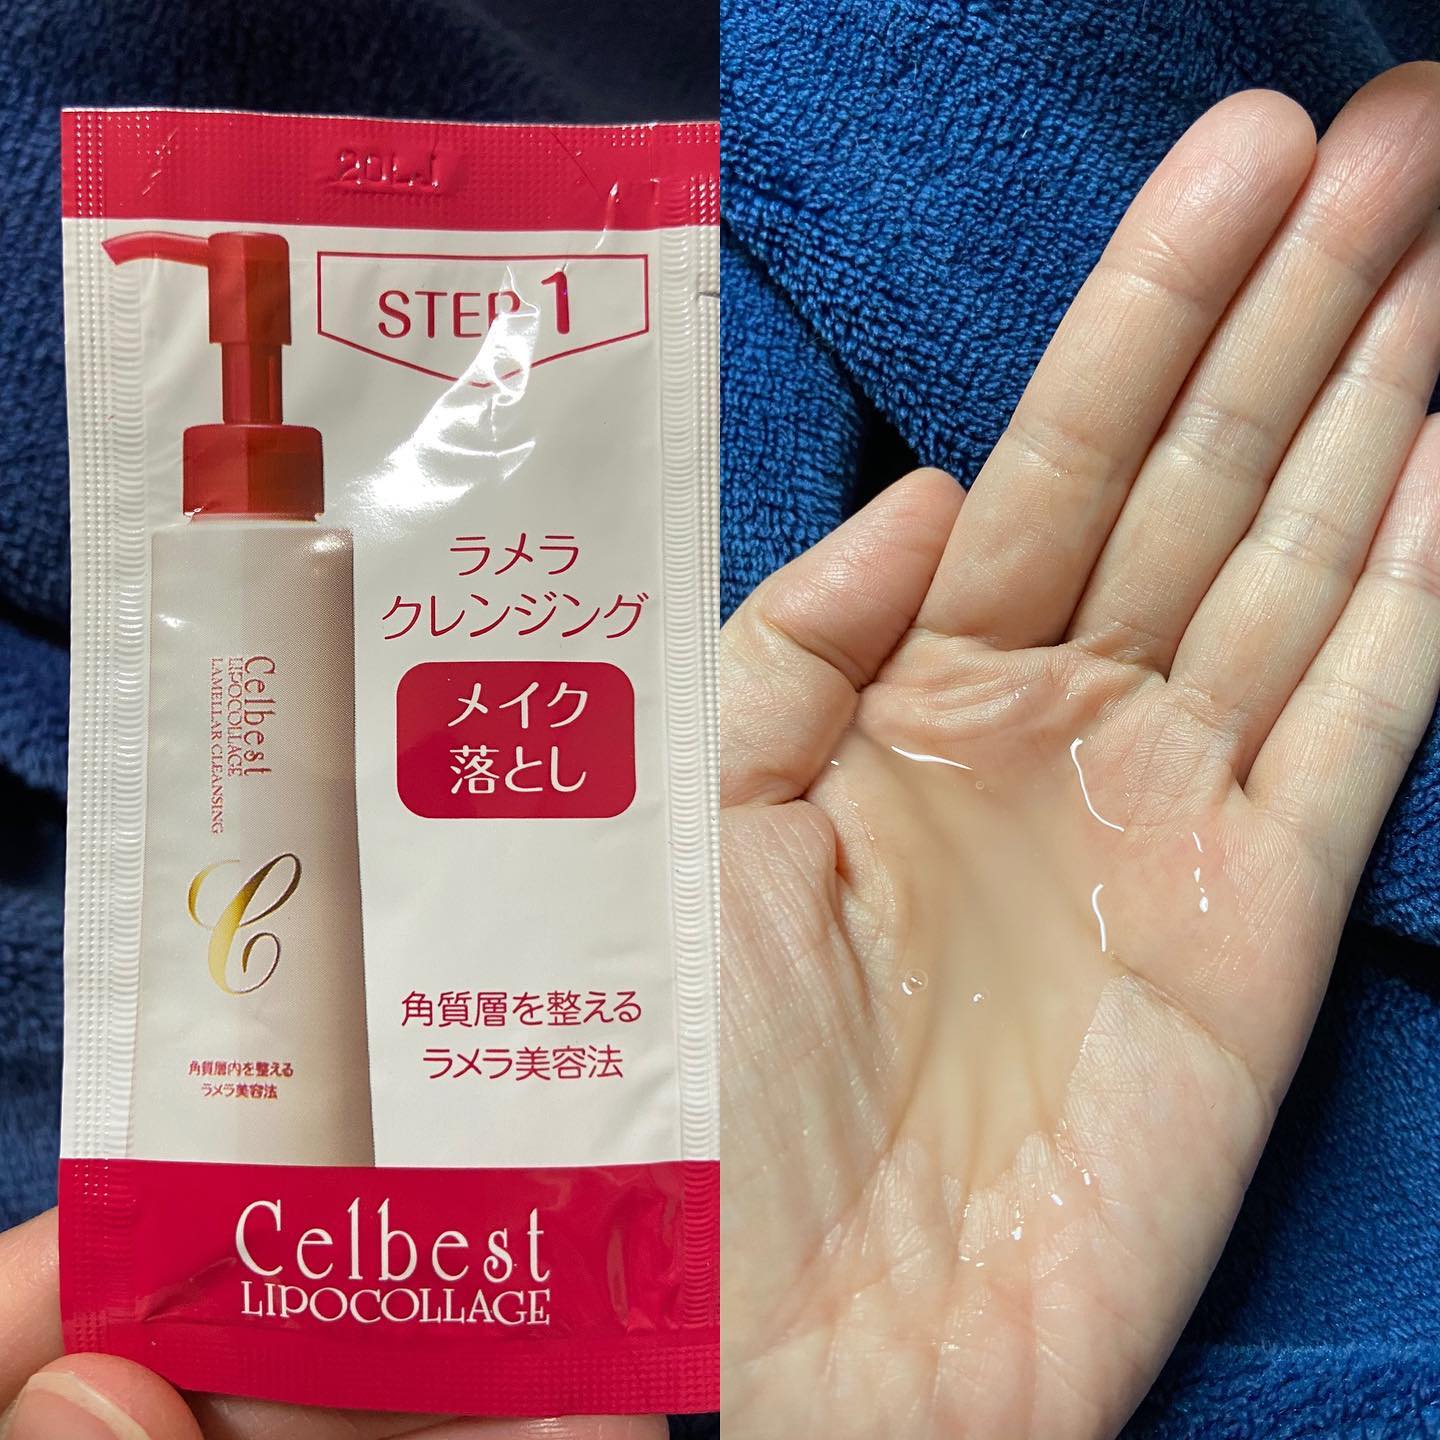 STEP 1
ラメラ
クレンジング
メイク
落とし
Celbest
LIPOCOLLAGE
LAMELLAR CLEANSING
C
角質層を整える
ラメラ美容法
角質層内を整える
ラメラ美容法
Celbest
LIPOCOLLAGE